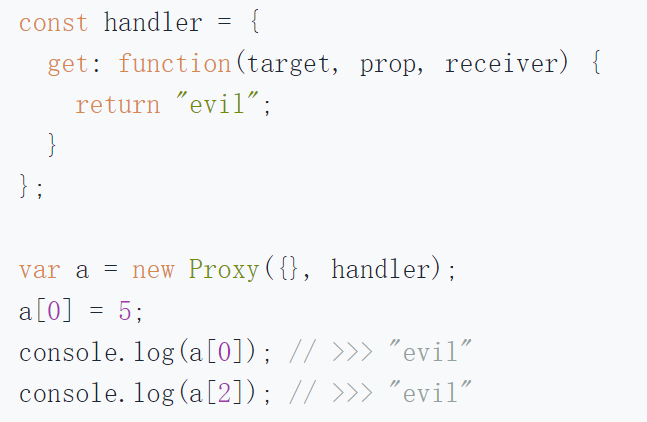 const handler = {
  get: function(target, prop, receiver) {
    return "evil";
  }
};

var a = new Proxy({}, handler);
a[0] = 5;
console.log(a[0]); // >>> "evil"
console.log(a[2]); // >>> "evil"